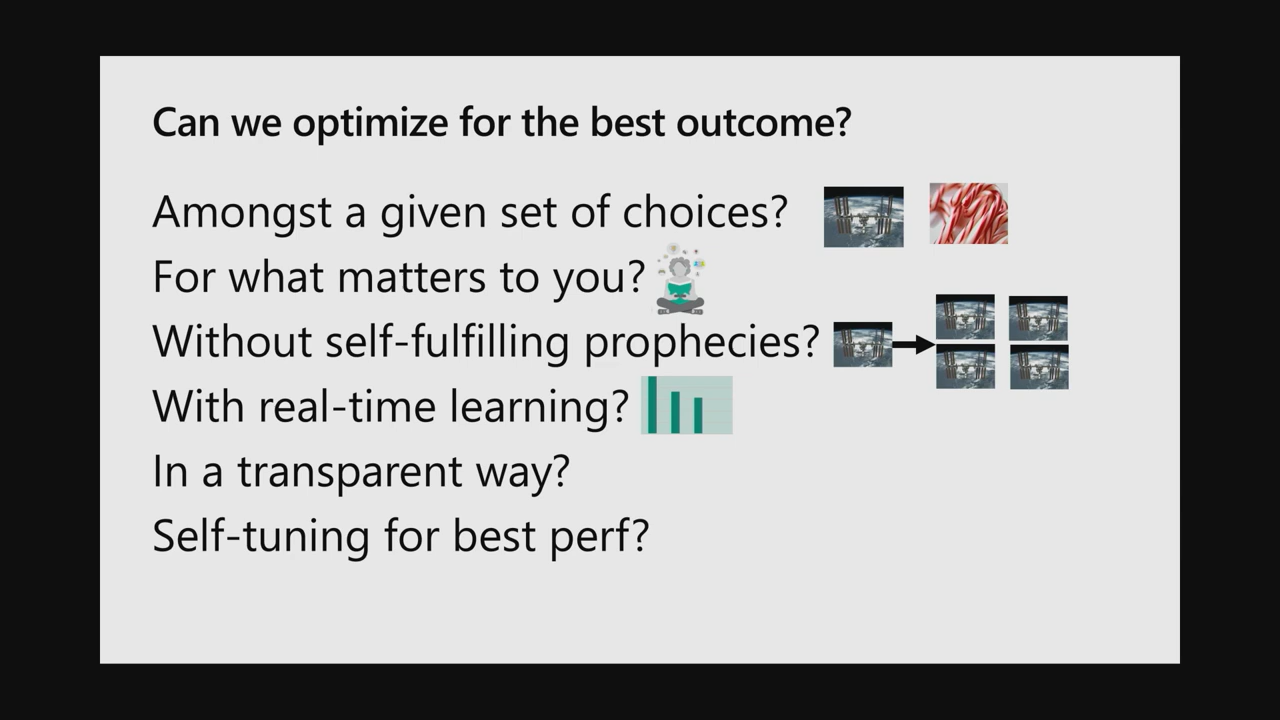 Can we optimize for the best outcome?
Amongst a given set of choices?
For what matters to you?
Without self-fulfilling prophecies?
With real-time learning?
In a transparent way?
Self-tuning for best perf?